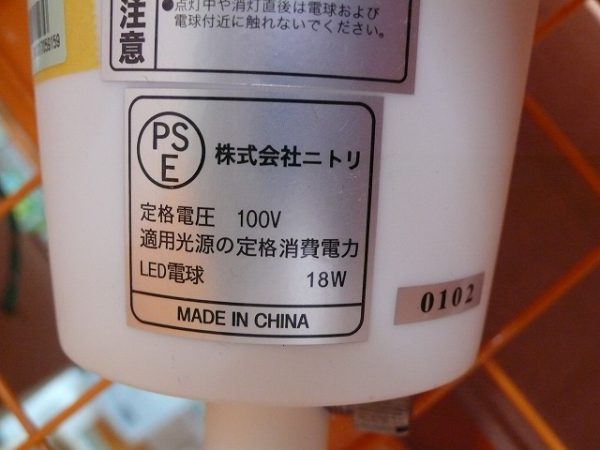 注意
●点灯中や消灯直後は電球および
電球付近に触れないでください。
PS
E
株式会社ニトリ
定格電圧 100V
適用光源の定格消費電力
LED電球 18W
MADE IN CHINA
0102